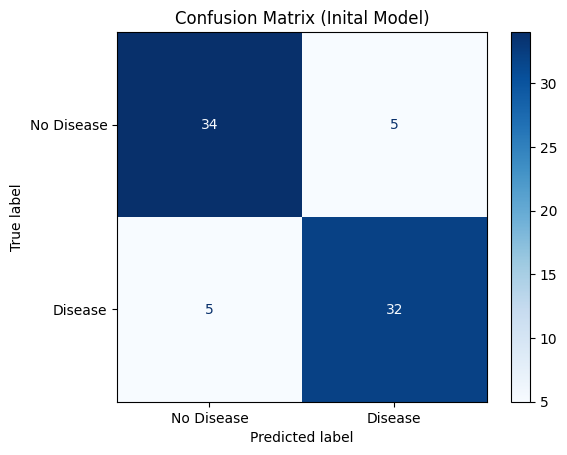 Confusion Matrix (Inital Model)
No Disease
34
5
True label
Disease
5
32
No Disease
Disease
Predicted label
30
25
20
15
10
5